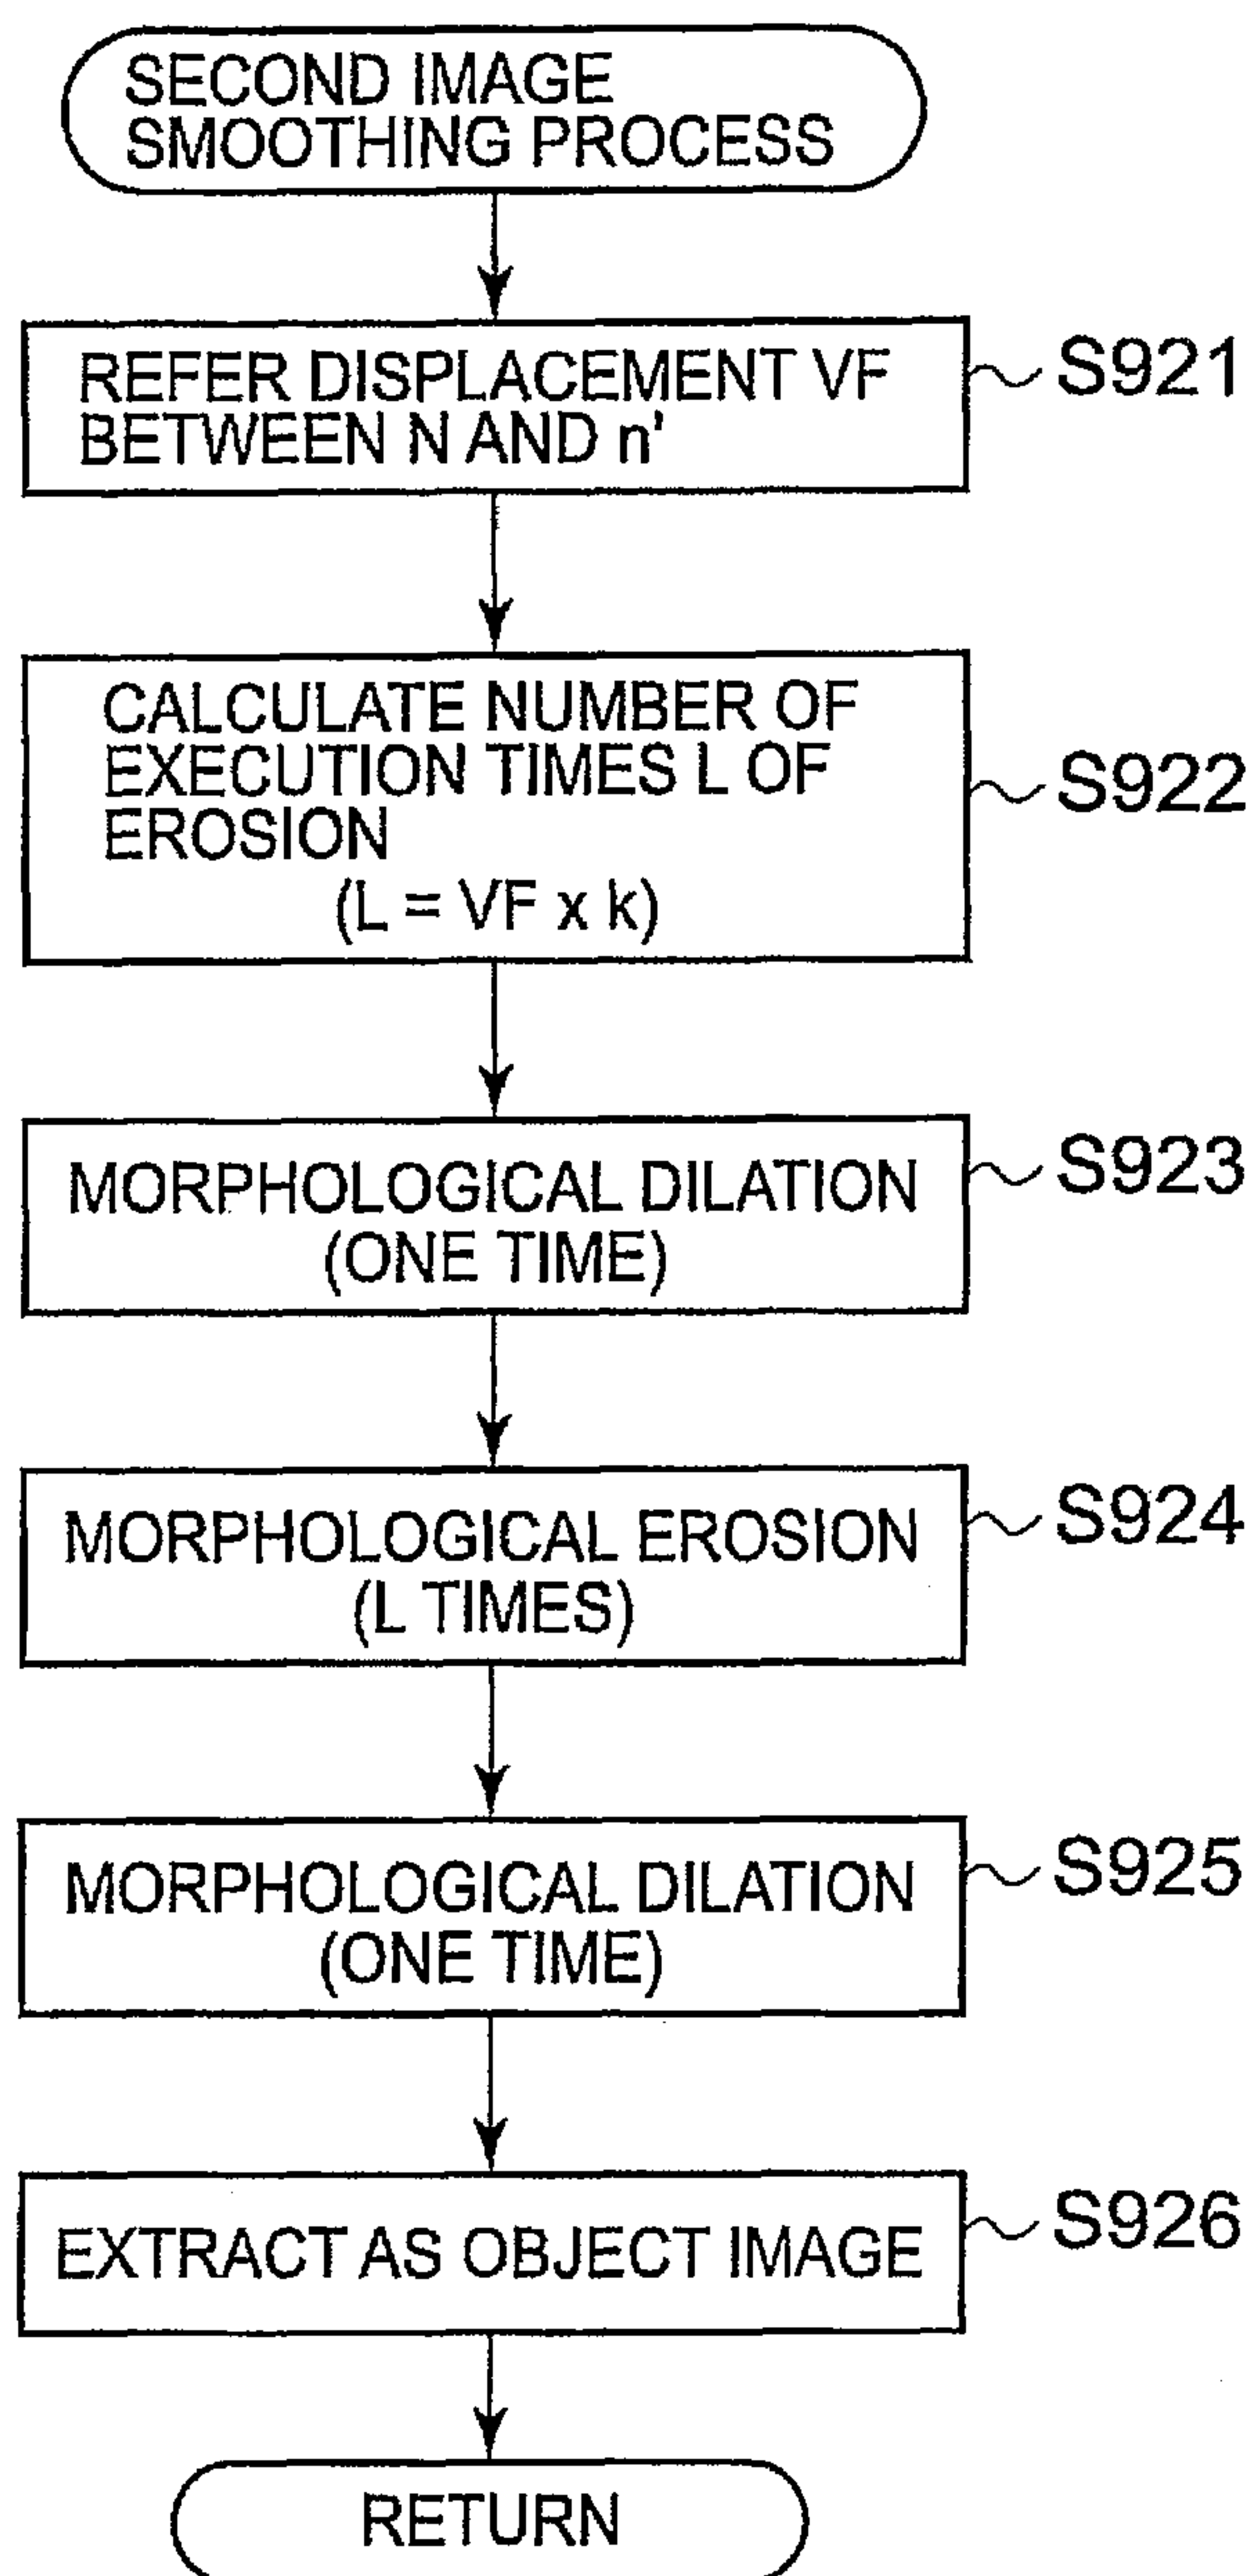 SECOND IMAGE
SMOOTHING PROCESS
REFER DISPLACEMENT VF
BETWEEN N AND n'
S921
CALCULATE NUMBER OF
EXECUTION TIMES L OF
EROSION
(L = VF x k)
S922
MORPHOLOGICAL DILATION
(ONE TIME)
S923
MORPHOLOGICAL EROSION
(L TIMES)
S924
MORPHOLOGICAL DILATION
(ONE TIME)
S925
EXTRACT AS OBJECT IMAGE
S926
RETURN